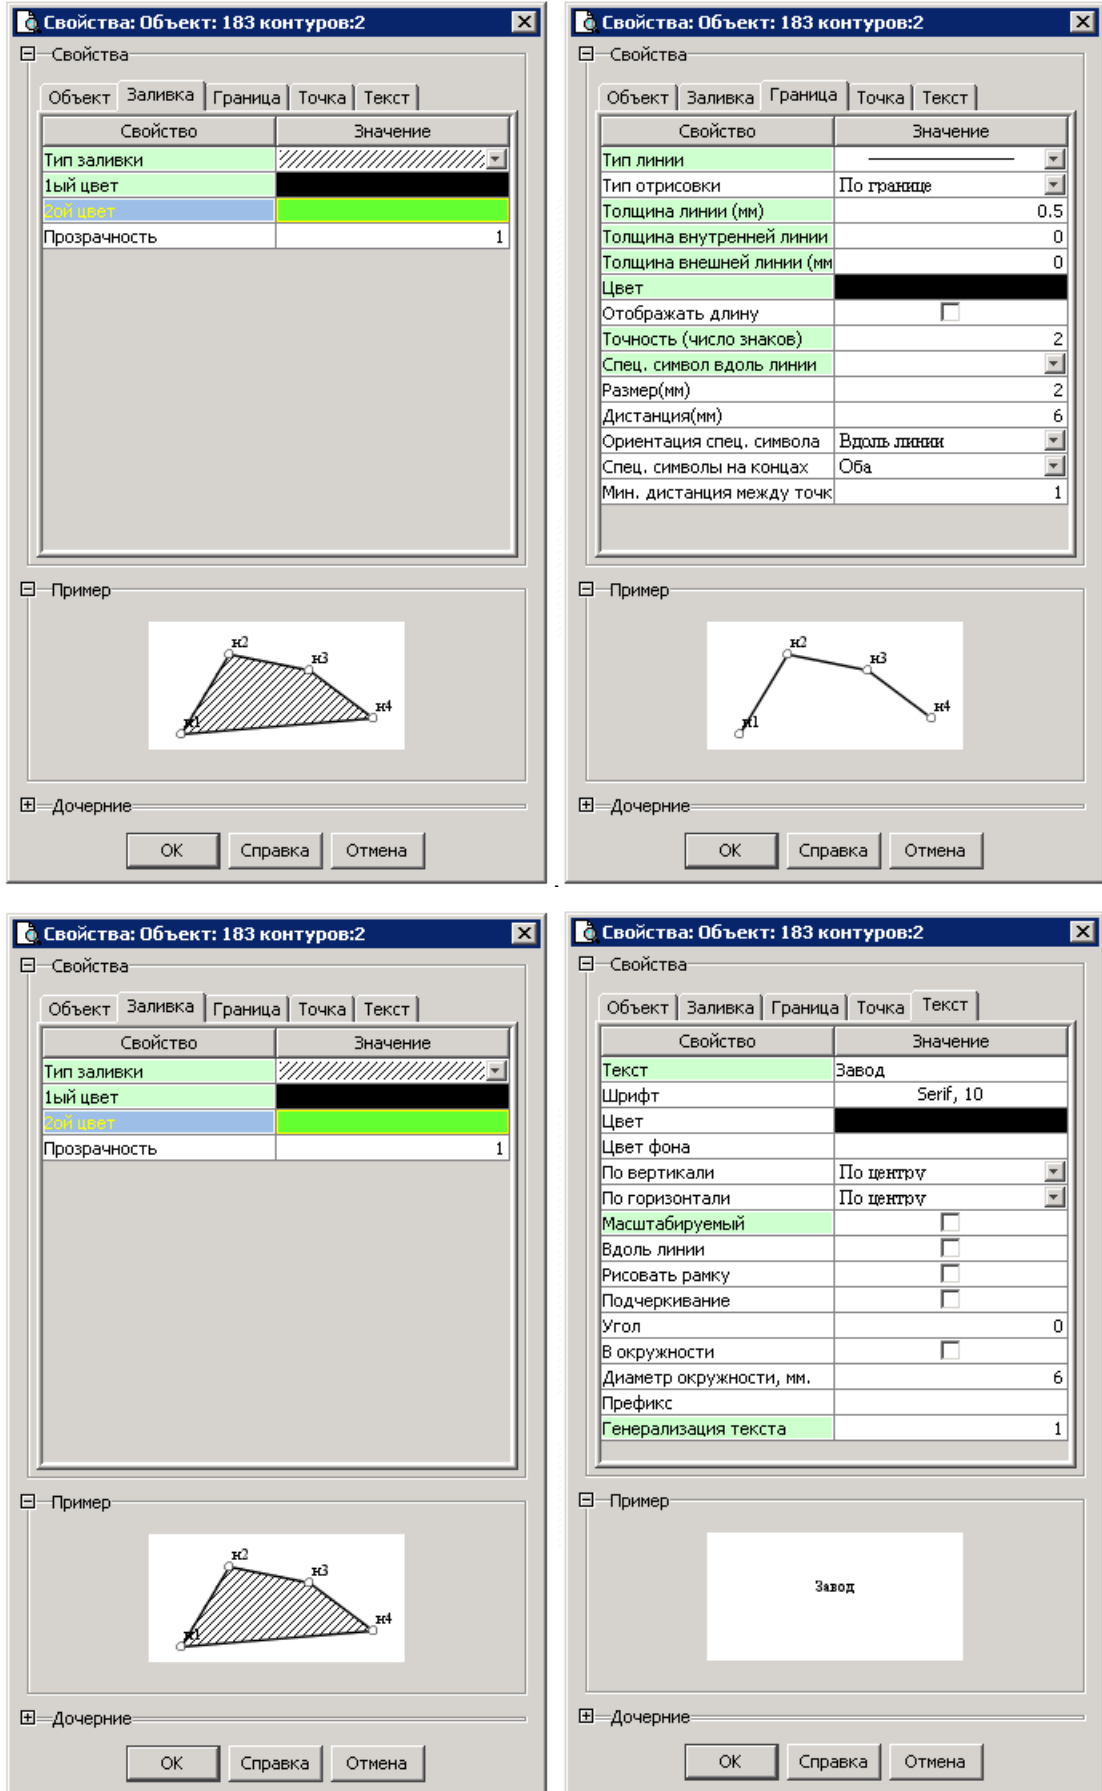 Свойства: Объект: 183 контуров:2
Свойства
Объект Заливка Граница Точка Текст
Свойство Значение
Тип заливки
1ый цвет
2ой цвет
Прозрачность 1
Пример
н2
н3
н1
н4
Дочерние
ОК Справка Отмена
Свойства: Объект: 183 контуров:2
Свойства
Объект Заливка Граница Точка Текст
Свойство Значение
Тип линии
Тип отрисовки По границе
Толщина линии (мм) 0.5
Толщина внутренней линии 0
Толщина внешней линии (мм 0
Цвет
Отображать длину
Точность (число знаков) 2
Спец. символ вдоль линии
Размер(мм) 2
Дистанция(мм) 6
Ориентация спец. символа Вдоль линии
Спец. символы на концах Оба
Мин. дистанция между точк 1
Пример
н2
н3
н1
н4
Дочерние
ОК Справка Отмена
Свойства: Объект: 183 контуров:2
Свойства
Объект Заливка Граница Точка Текст
Свойство Значение
Тип заливки
1ый цвет
2ой цвет
Прозрачность 1
Пример
н2
н3
н1
н4
Дочерние
ОК Справка Отмена
Свойства: Объект: 183 контуров:2
Свойства
Объект Заливка Граница Точка Текст
Свойство Значение
Текст Завод
Шрифт Serif, 10
Цвет
Цвет фона
По вертикали По центру
По горизонтали По центру
Масштабируемый
Вдоль линии
Рисовать рамку
Подчеркивание
Угол 0
В окружности
Диаметр окружности, мм. 6
Префикс
Генерализация текста 1
Пример
Завод
Дочерние
ОК Справка Отмена